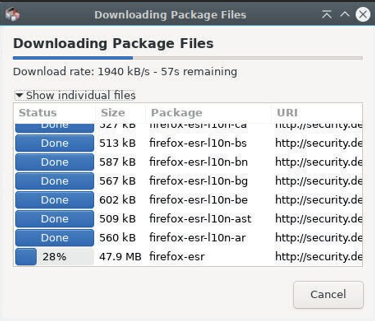 Downloading Package Files
Downloading Package Files
Download rate: 1940 kB/s - 57s remaining
Show individual files
Status Size Package URI
Done 527 kB firefox-esr-l10n-ca http://security.de
Done 513 kB firefox-esr-l10n-bs http://security.de
Done 587 kB firefox-esr-l10n-bn http://security.de
Done 567 kB firefox-esr-l10n-bg http://security.de
Done 602 kB firefox-esr-l10n-be http://security.de
Done 509 kB firefox-esr-l10n-ast http://security.de
Done 560 kB firefox-esr-l10n-ar http://security.de
28% 47.9 MB firefox-esr http://security.de
Cancel